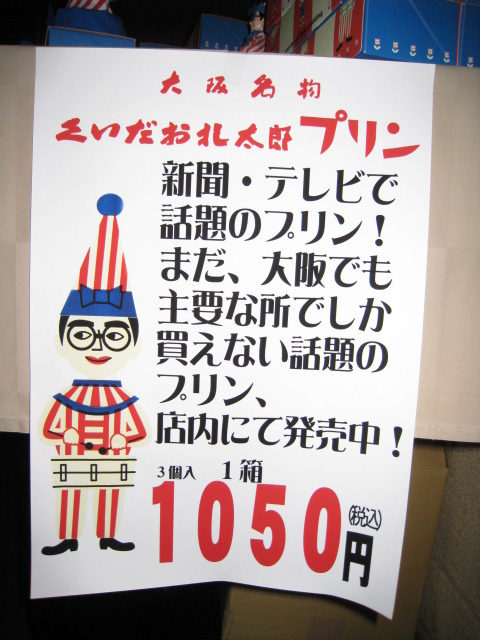 大阪名物
くいだおれ太郎プリン
新聞・テレビで
話題のプリン！
まだ、大阪でも
主要な所でしか
買えない話題の
プリン、
店内にて発売中！
3個入 1箱
1050円(税込)